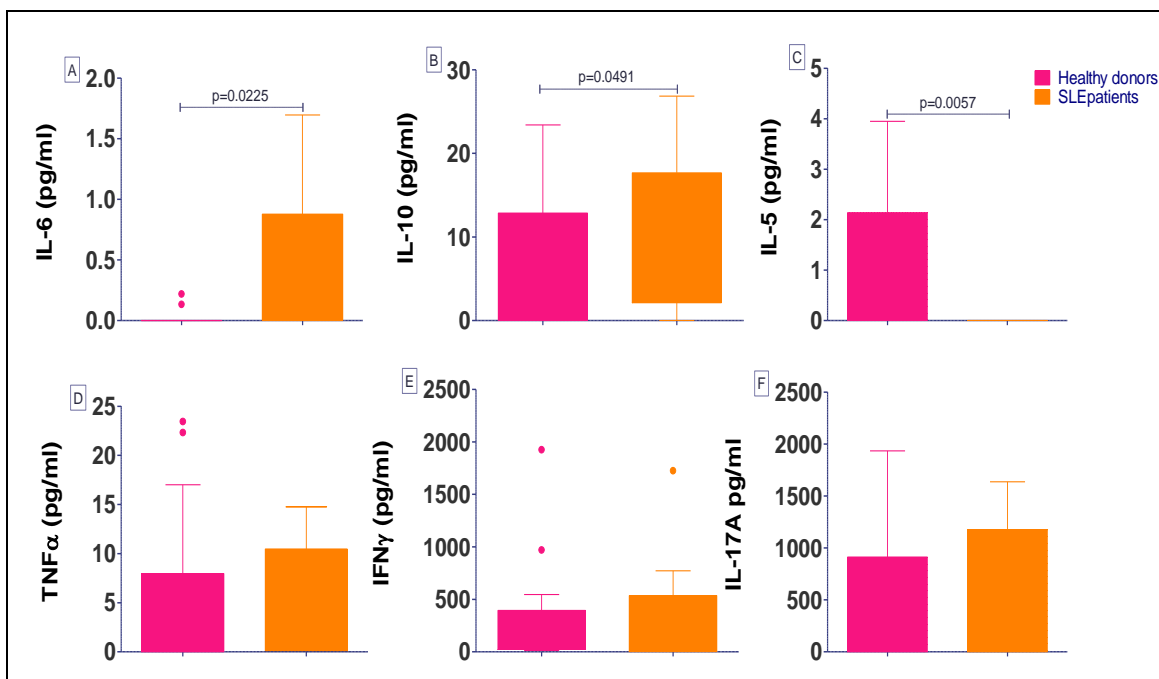 A
IL-6 (pg/ml)
2.0
1.5
1.0
0.5
0.0
p=0.0225
B
IL-10 (pg/ml)
30
20
10
0
p=0.0491
C
IL-5 (pg/ml)
5
4
3
2
1
0
p=0.0057
Healthy donors
SLEpatients
D
TNFα (pg/ml)
25
20
15
10
5
0
E
IFNγ (pg/ml)
2500
2000
1500
1000
500
0
F
IL-17A pg/ml
2500
2000
1500
1000
500
0